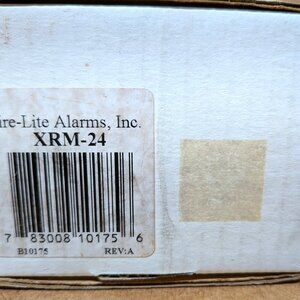 ire-Lite Alarms, Inc.
XRM-24
7 83008 10175 6
B10175 REV:A